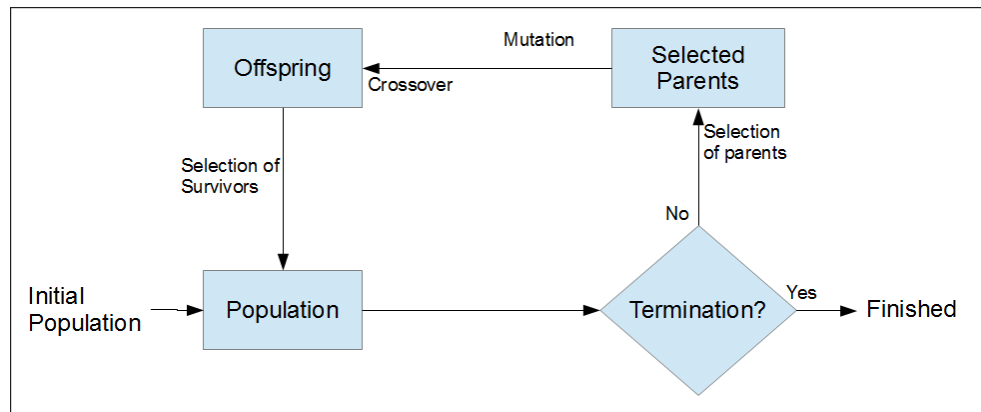 Mutation
Selected
Parents
Offspring
Crossover
Selection
of parents
Selection of
Survivors
No
Initial
Population
Population
Termination?
Yes
Finished